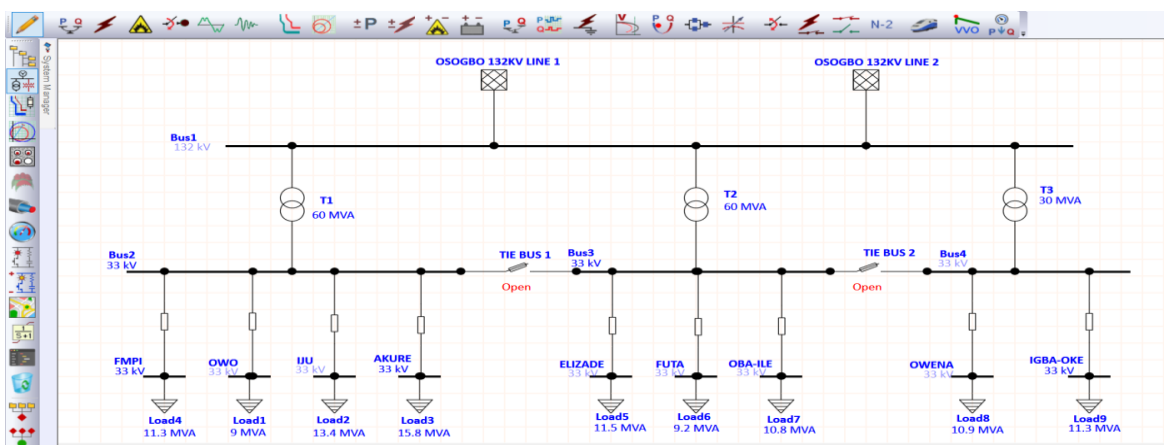 N-2
VVO
System Manager
OSOGBO 132KV LINE 1
OSOGBO 132KV LINE 2
Bus1
132 kV
T1
60 MVA
T2
60 MVA
T3
30 MVA
Bus2
33 kV
TIE BUS 1
Open
Bus3
33 kV
TIE BUS 2
Open
Bus4
33 kV
FMPI
33 kV
OWO
33 kV
IJU
33 kV
AKURE
33 kV
ELIZADE
33 kV
FUTA
33 kV
OBA-ILE
33 kV
OWENA
33 kV
IGBA-OKE
33 kV
Load4
11.3 MVA
Load1
9 MVA
Load2
13.4 MVA
Load3
15.8 MVA
Load5
11.5 MVA
Load6
9.2 MVA
Load7
10.8 MVA
Load8
10.9 MVA
Load9
11.3 MVA